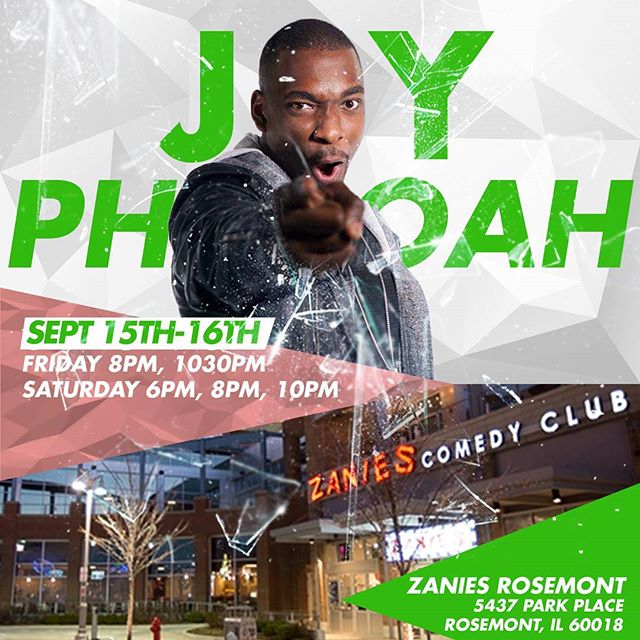 J Y
PH OAH
SEPT 15TH-16TH
FRIDAY 8PM, 1030PM
SATURDAY 6PM, 8PM, 10PM
ZANIES COMEDY CLUB
ZANIES ROSEMONT
5437 PARK PLACE
ROSEMONT, IL 60018